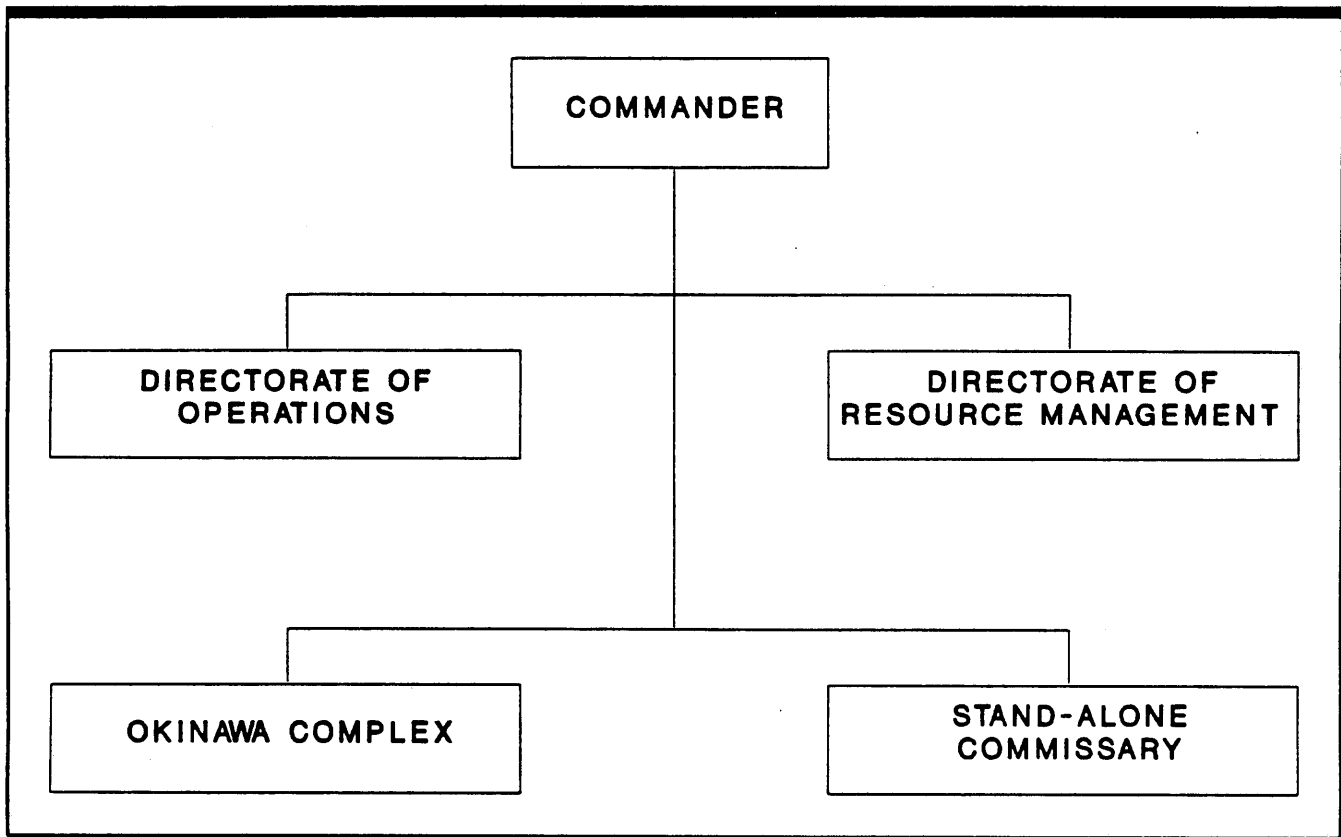 COMMANDER
DIRECTORATE OF
OPERATIONS
DIRECTORATE OF
RESOURCE MANAGEMENT
OKINAWA COMPLEX
STAND-ALONE
COMMISSARY